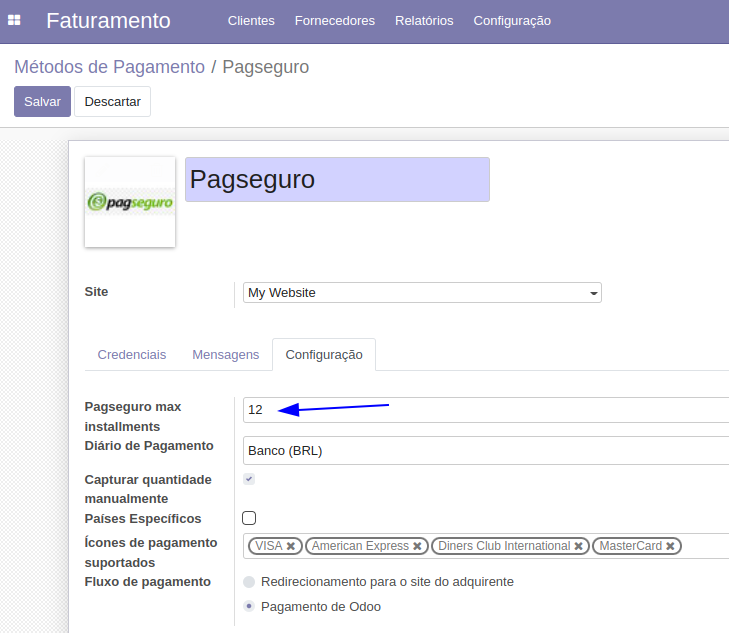 Faturamento Clientes Fornecedores Relatórios Configuração
Métodos de Pagamento / Pagseguro
Salvar Descartar
pagseguro
Pagseguro
Site My Website
Credenciais Mensagens Configuração
Pagseguro max
installments
12
Diário de Pagamento Banco (BRL)
Capturar quantidade
manualmente
Países Específicos
Ícones de pagamento
suportados
VISA ✖ American Express ✖ Diners Club International ✖ MasterCard ✖
Fluxo de pagamento Redirecionamento para o site do adquirente
Pagamento de Odoo